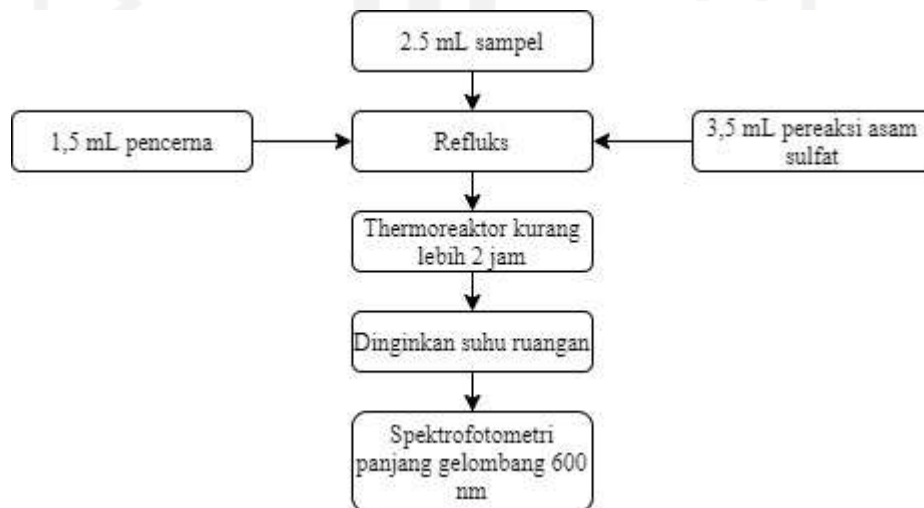 2.5 mL sampel
1,5 mL pencerna
Refluks
3,5 mL pereaksi asam
sulfat
Thermoreaktor kurang
lebih 2 jam
Dinginkan suhu ruangan
Spektrofotometri
panjang gelombang 600
nm